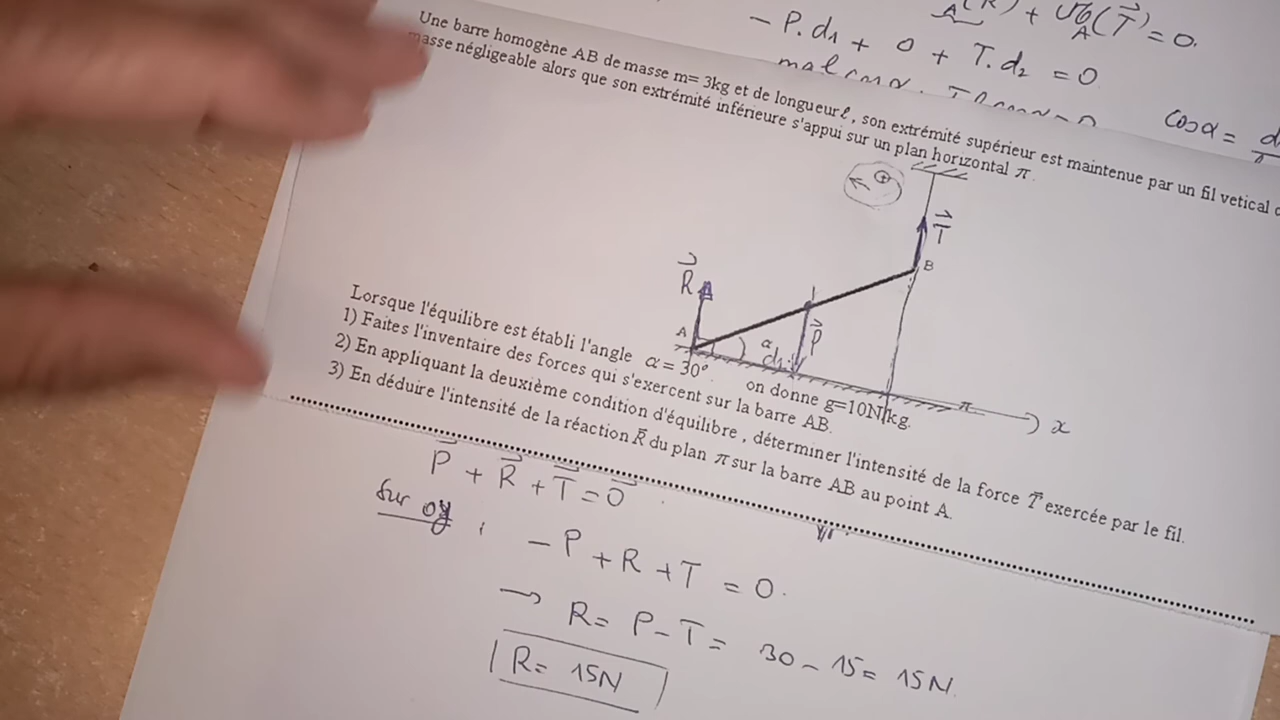 A(R) + M(T) = 0.
A
- P. d1 + 0 + T. d2 = 0
cosα =
Une barre homogène AB de masse m= 3kg et de longueur ℓ, son extrémité supérieur est maintenue par un fil vetical
masse négligeable alors que son extrémité inférieure s'appui sur un plan horizontal π.
+
T
B
R
A
α
d1
P
π
x
Lorsque l'équilibre est établi l'angle α = 30°. on donne g=10N/kg.
1) Faites l'inventaire des forces qui s'exercent sur la barre AB.
2) En appliquant la deuxième condition d'équilibre, déterminer l'intensité de la force T exercée par le fil.
3) En déduire l'intensité de la réaction R du plan π sur la barre AB au point A.
P + R + T = 0.
Sur oy : - P + R + T = 0.
→ R = P - T = 30 - 15 = 15N.
R = 15N